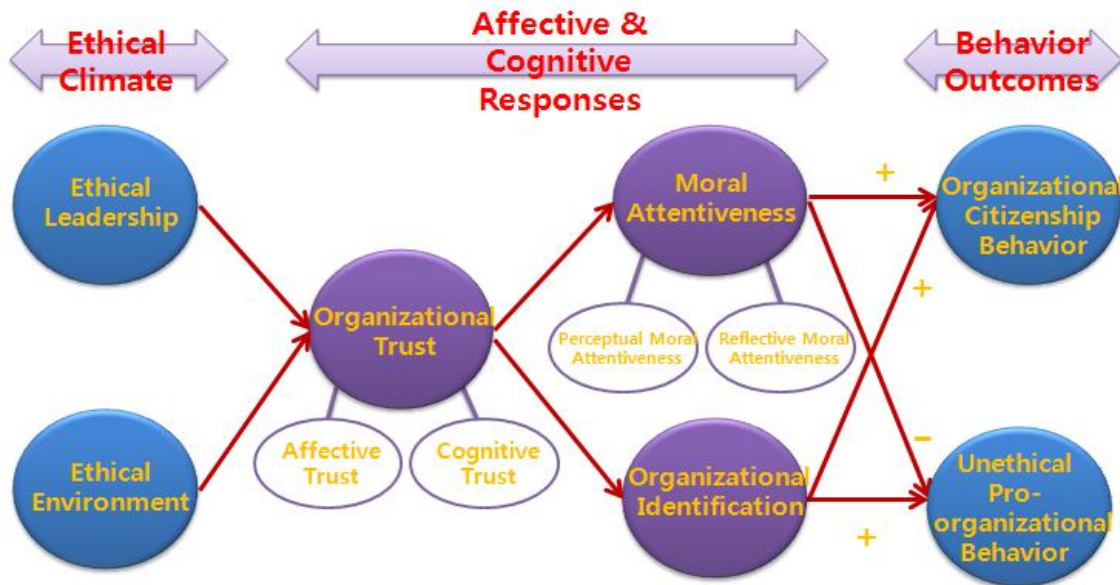 Ethical
Climate
Affective &
Cognitive
Responses
Behavior
Outcomes
Ethical
Leadership
Moral
Attentiveness
+
Organizational
Citizenship
Behavior
+
Organizational
Trust
Perceptual Moral
Attentiveness
Reflective Moral
Attentiveness
Affective
Trust
Cognitive
Trust
–
Ethical
Environment
Organizational
Identification
+
Unethical
Pro-
organizational
Behavior